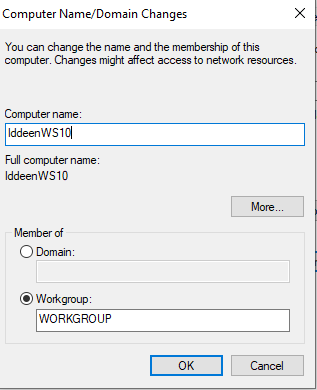 Computer Name/Domain Changes
You can change the name and the membership of this
computer. Changes might affect access to network resources.
Computer name:
IddeenWS10
Full computer name:
IddeenWS10
More...
Member of
Domain:
Workgroup:
WORKGROUP
OK
Cancel